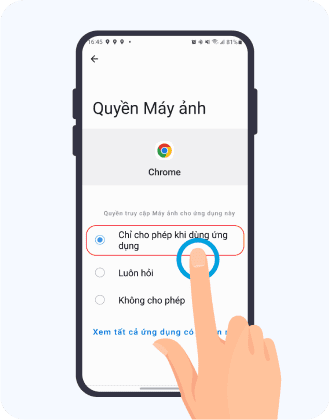 16:45 81%
Quyền Máy ảnh
Chrome
Quyền truy cập Máy ảnh cho ứng dụng này
Chỉ cho phép khi dùng ứng
dụng
Luôn hỏi
Không cho phép
Xem tất cả ứng dụng có